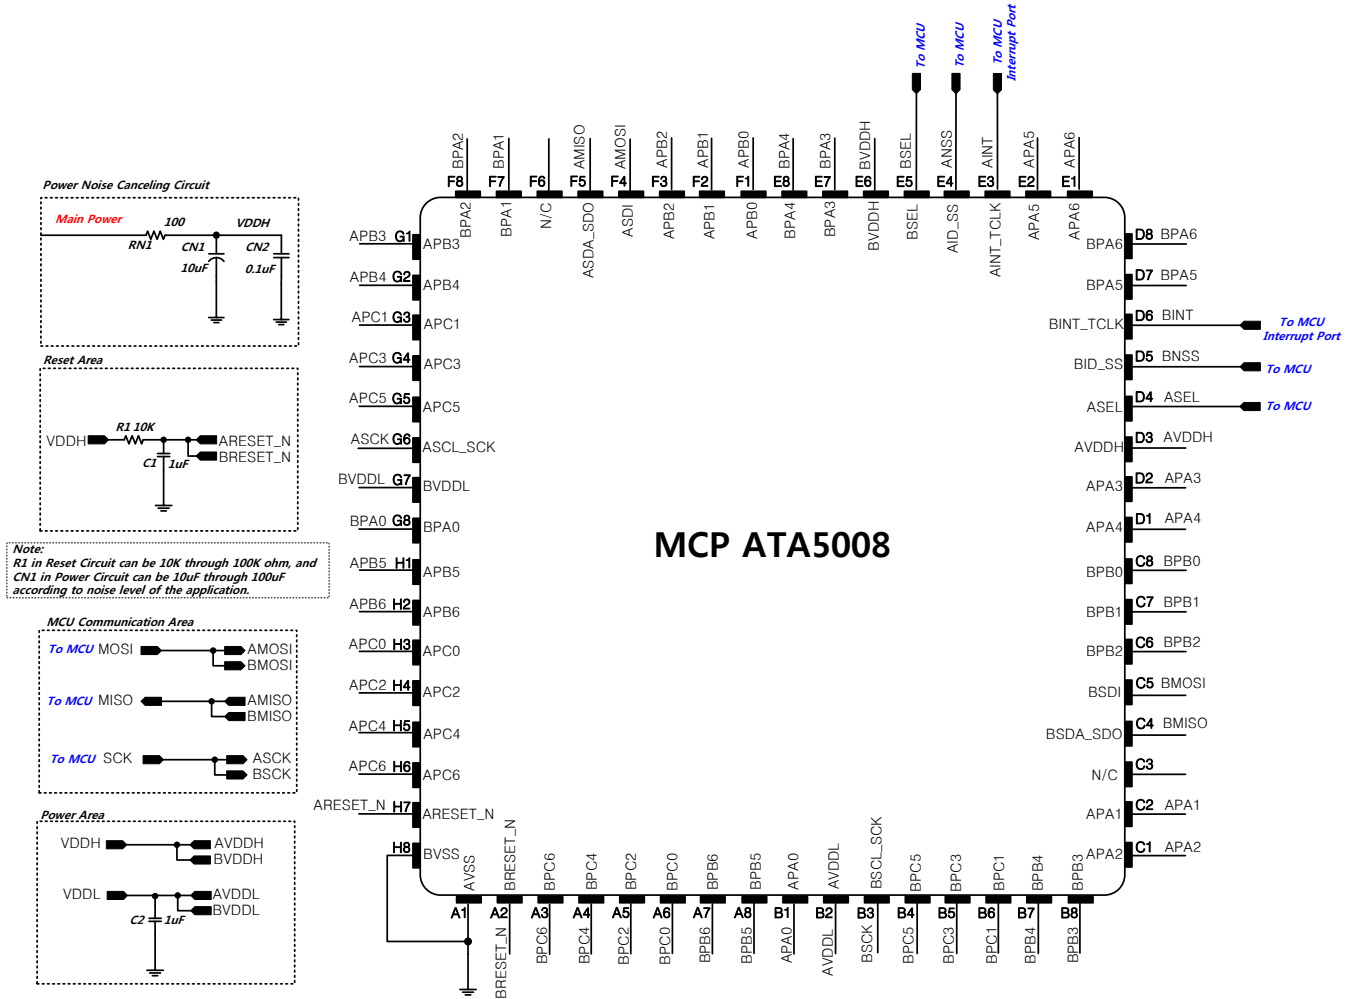 To MCU
To MCU
To MCU
Interrupt Port
BPA2
BPA1
AMISO
AMOSI
APB2
APB1
APB0
BPA4
BPA3
BVDDH
BSEL
ANSS
AINT
APA5
APA6
F8
F7
F6
F5
F4
F3
F2
F1
E8
E7
E6
E5
E4
E3
E2
E1
BPA2
BPA1
N/C
ASDA_SDO
ASDI
APB2
APB1
APB0
BPA4
BPA3
BVDDH
BSEL
AID_SS
AINT_TCLK
APA5
APA6
Power Noise Canceling Circuit
Main Power
100
VDDH
RN1
CN1
CN2
10uF
0.1uF
Reset Area
R1 10K
VDDH
ARESET_N
BRESET_N
C1
1uF
Note:
R1 in Reset Circuit can be 10K through 100K ohm, and
CN1 in Power Circuit can be 10uF through 100uF
according to noise level of the application.
MCU Communication Area
To MCU MOSI
AMOSI
BMOSI
To MCU MISO
AMISO
BMISO
To MCU SCK
ASCK
BSCK
Power Area
VDDH
AVDDH
BVDDH
VDDL
AVDDL
BVDDL
C2
1uF
APB3 G1 APB3
APB4 G2 APB4
APC1 G3 APC1
APC3 G4 APC3
APC5 G5 APC5
ASCK G6 ASCL_SCK
BVDDL G7 BVDDL
BPA0 G8 BPA0
APB5 H1 APB5
APB6 H2 APB6
APC0 H3 APC0
APC2 H4 APC2
APC4 H5 APC4
APC6 H6 APC6
ARESET_N H7 ARESET_N
H8 BVSS
MCP ATA5008
BPA6 D8 BPA6
BPA5 D7 BPA5
BINT_TCLK D6 BINT
To MCU
Interrupt Port
BID_SS D5 BNSS
To MCU
ASEL D4 ASEL
To MCU
AVDDH D3 AVDDH
APA3 D2 APA3
APA4 D1 APA4
BPB0 C8 BPB0
BPB1 C7 BPB1
BPB2 C6 BPB2
BSDI C5 BMOSI
BSDA_SDO C4 BMISO
N/C C3
APA1 C2 APA1
APA2 C1 APA2
AVSS
BRESET_N
BPC6
BPC4
BPC2
BPC0
BPB6
BPB5
APA0
AVDDL
BSCL_SCK
BPC5
BPC3
BPC1
BPB4
BPB3
A1
A2
A3
A4
A5
A6
A7
A8
B1
B2
B3
B4
B5
B6
B7
B8
BRESET_N
BPC6
BPC4
BPC2
BPC0
BPB6
BPB5
APA0
AVDDL
BSCK
BPC5
BPC3
BPC1
BPB4
BPB3